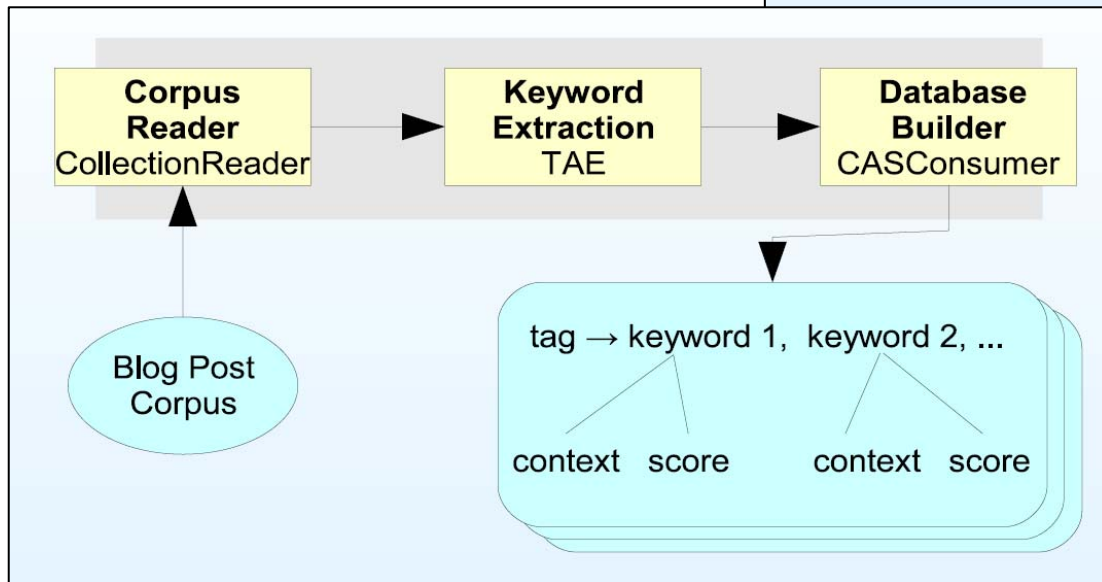 Corpus
Reader
CollectionReader
Keyword
Extraction
TAE
Database
Builder
CASConsumer
Blog Post
Corpus
tag → keyword 1, keyword 2, ...
context score context score